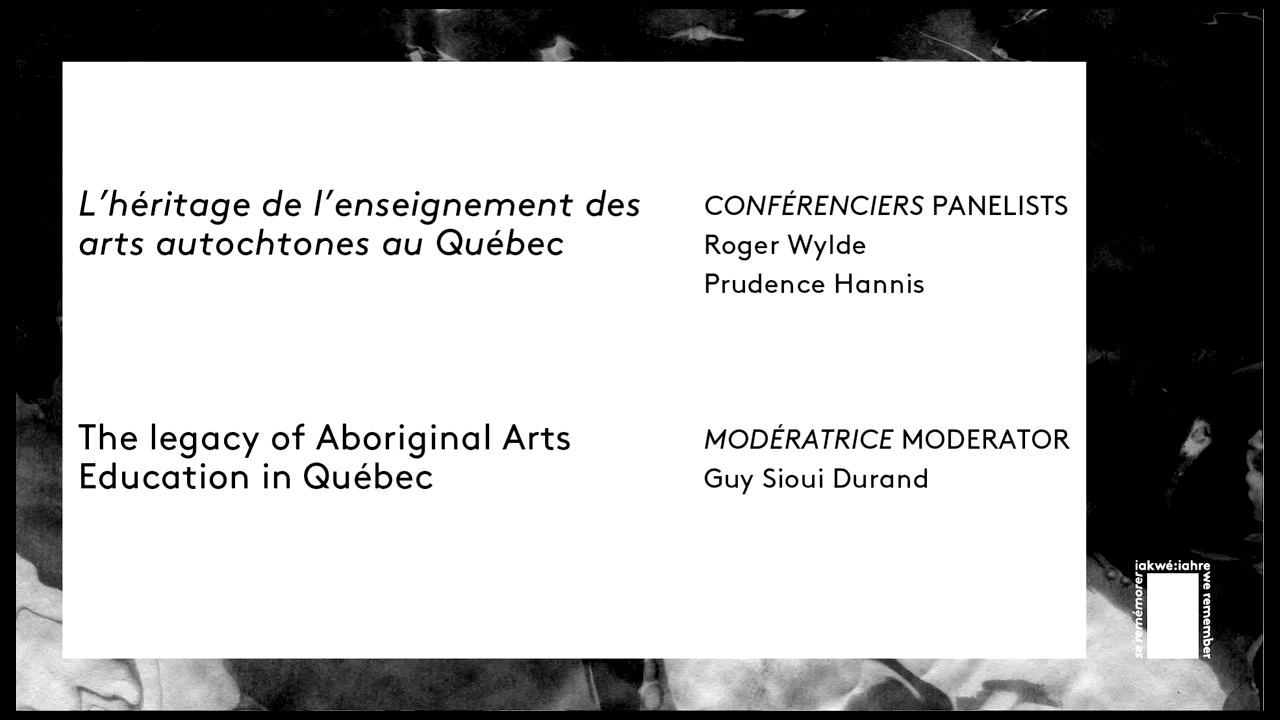 L’héritage de l’enseignement des
arts autochtones au Québec
CONFÉRENCIERS PANELISTS
Roger Wylde
Prudence Hannis
The legacy of Aboriginal Arts
Education in Québec
MODÉRATRICE MODERATOR
Guy Sioui Durand
se remémorer
iakwé:iahre
we remember